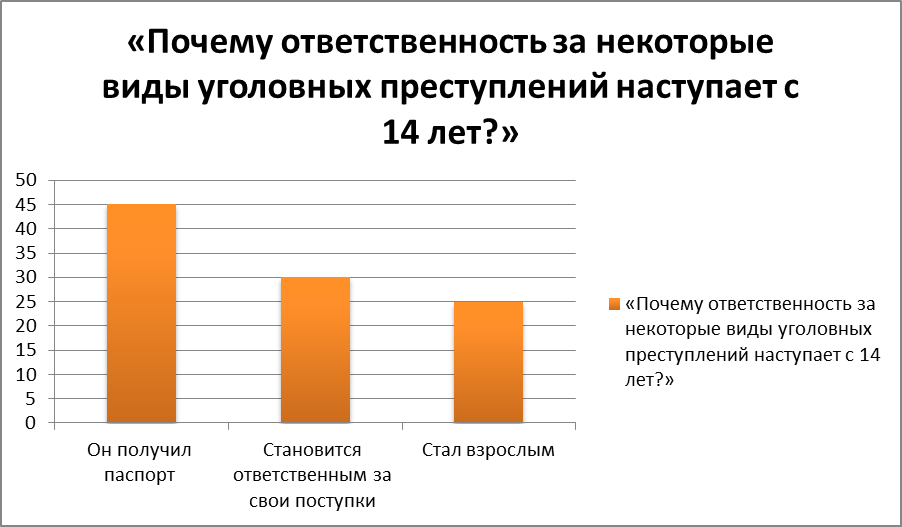 «Почему ответственность за некоторые
виды уголовных преступлений наступает с
14 лет?»
50
45
40
35
30
25
20
15
10
5
0
Он получил
паспорт
Становится
ответственным за
свои поступки
Стал взрослым
«Почему ответственность за
некоторые виды уголовных
преступлений наступает с 14
лет?»